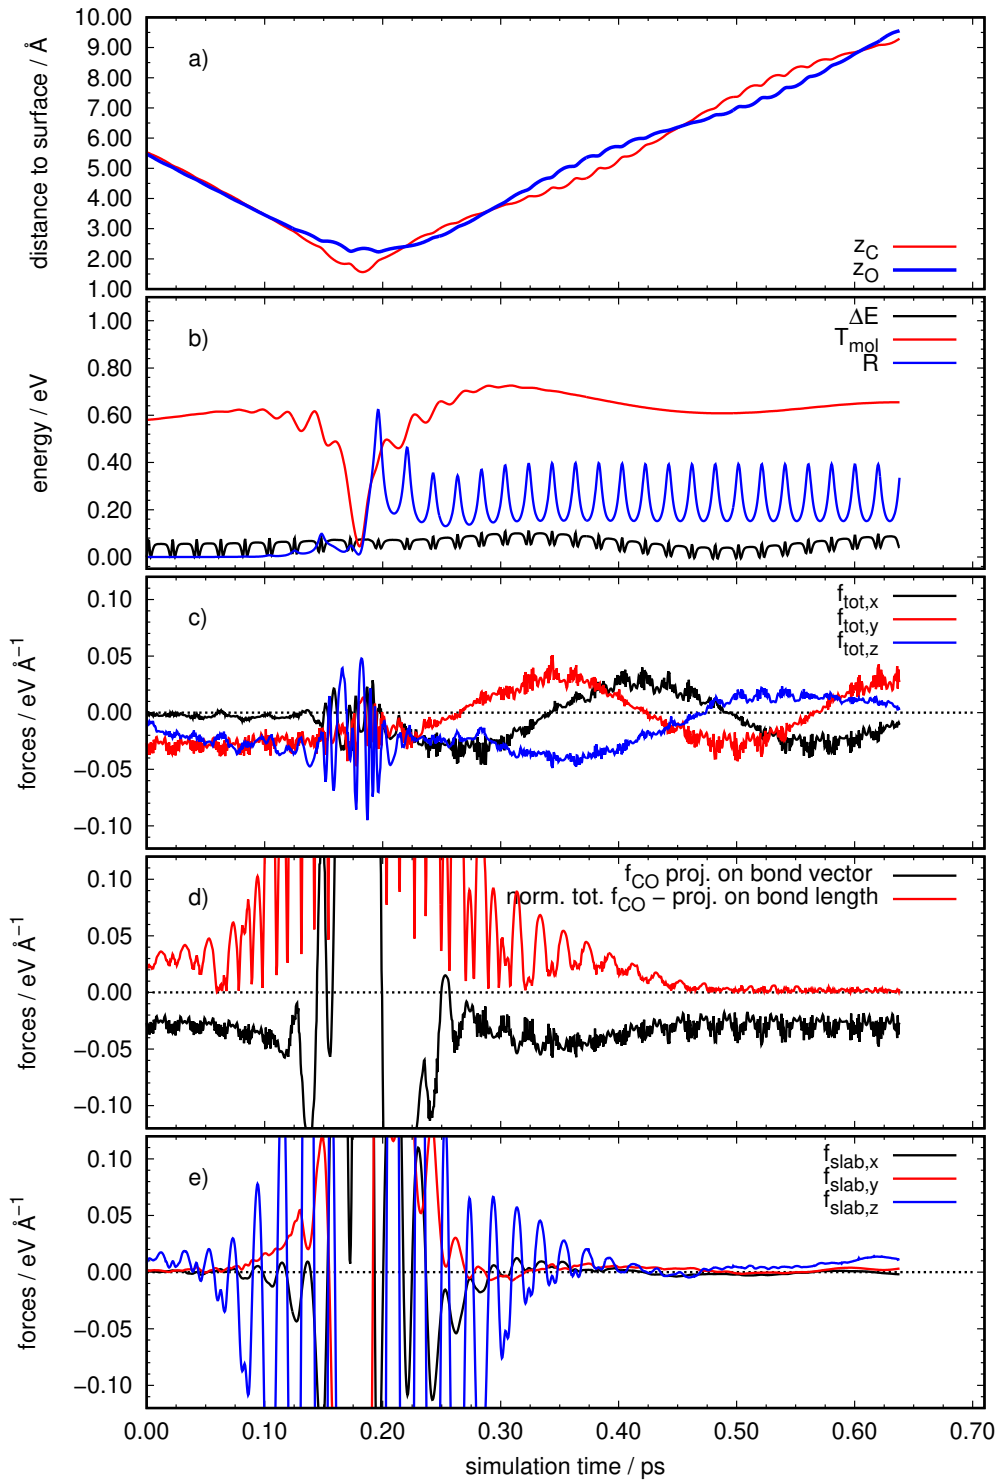 10.00
9.00
8.00
7.00
6.00
5.00
4.00
3.00
2.00
1.00
distance to surface / Å
a)
z_C
z_O
1.00
0.80
0.60
0.40
0.20
0.00
energy / eV
b)
ΔE
T_mol
R
0.10
0.05
0.00
−0.05
−0.10
forces / eV Å⁻¹
c)
f_tot,x
f_tot,y
f_tot,z
0.10
0.05
0.00
−0.05
−0.10
forces / eV Å⁻¹
d)
f_CO proj. on bond vector
norm. tot. f_CO − proj. on bond length
0.10
0.05
0.00
−0.05
−0.10
forces / eV Å⁻¹
e)
f_slab,x
f_slab,y
f_slab,z
0.00 0.10 0.20 0.30 0.40 0.50 0.60 0.70
simulation time / ps